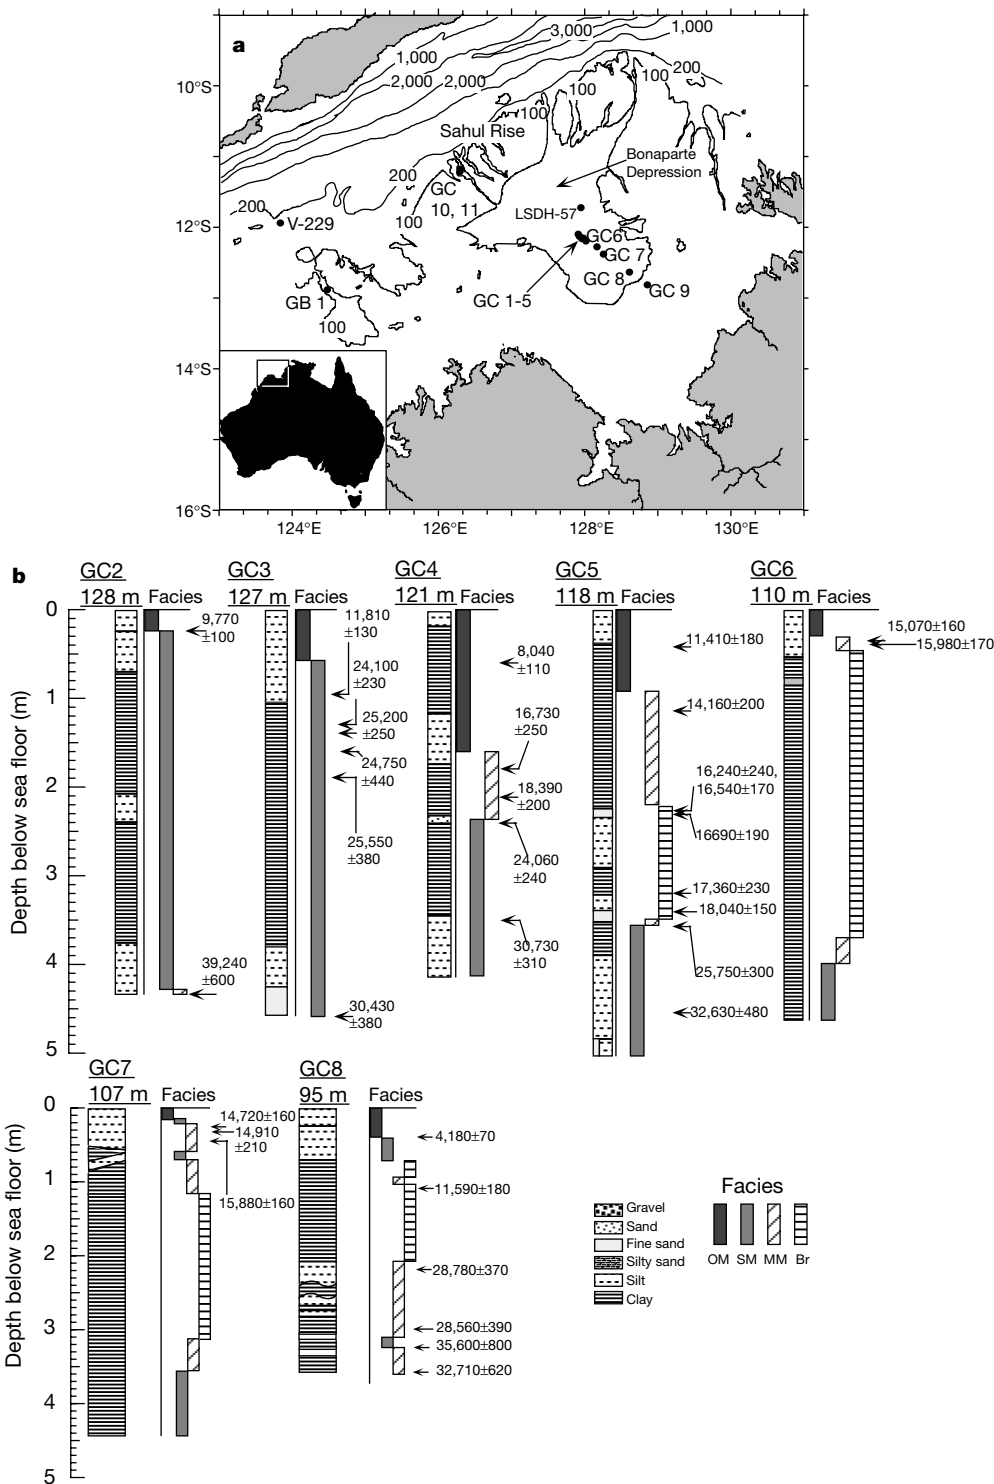 a
3,000
1,000
1,000
2,000
2,000
200
100
100
100
10°S
Sahul Rise
Bonaparte
Depression
200
GC
10, 11
100
LSDH-57
200
V-229
12°S
GC6
GC 7
GC 8
GC 9
GC 1-5
GB 1
100
14°S
16°S
124°E
126°E
128°E
130°E
b
GC2
128 m
Facies
GC3
127 m
Facies
GC4
121 m
Facies
GC5
118 m
Facies
GC6
110 m
Facies
Depth below sea floor (m)
0
1
2
3
4
5
9,770
±100
39,240
±600
11,810
±130
24,100
±230
25,200
±250
24,750
±440
25,550
±380
30,430
±380
8,040
±110
16,730
±250
18,390
±200
24,060
±240
30,730
±310
11,410±180
14,160±200
16,240±240,
16,540±170
16690±190
17,360±230
18,040±150
25,750±300
32,630±480
15,070±160
15,980±170
GC7
107 m
Facies
GC8
95 m
Facies
Depth below sea floor (m)
0
1
2
3
4
5
14,720±160
14,910
±210
15,880±160
4,180±70
11,590±180
28,780±370
28,560±390
35,600±800
32,710±620
Gravel
Sand
Fine sand
Silty sand
Silt
Clay
Facies
OM
SM
MM
Br